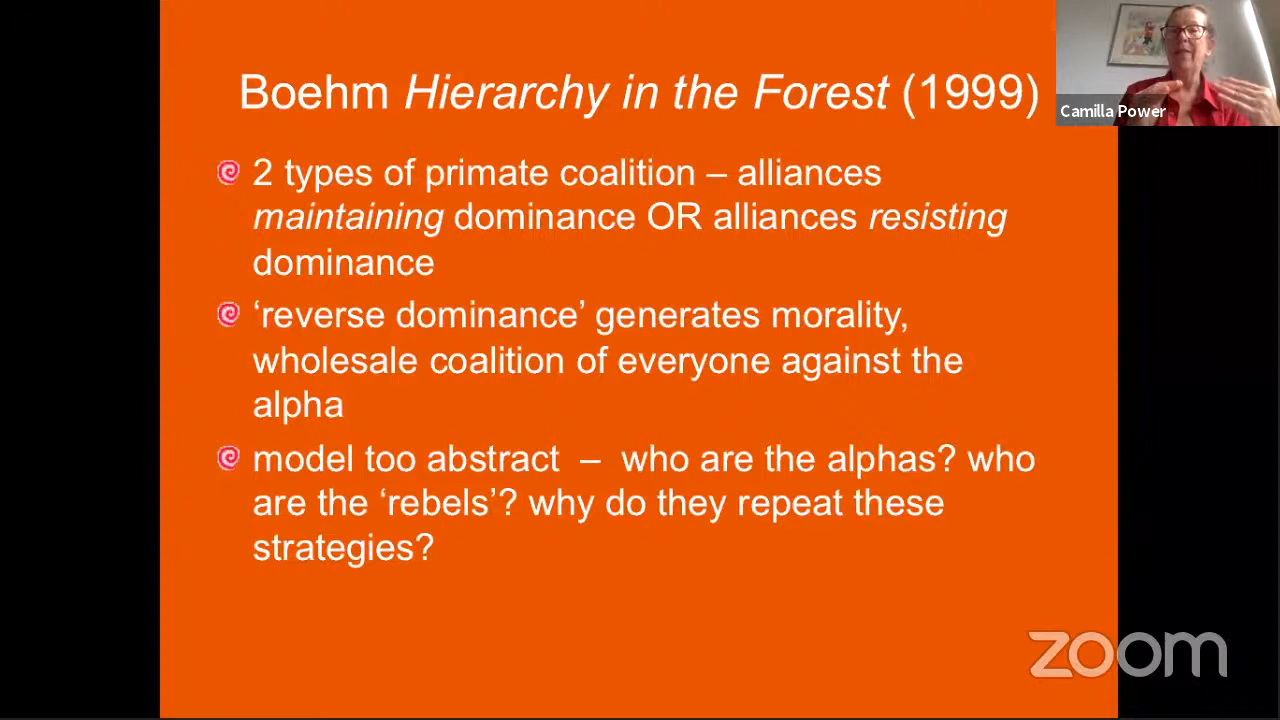 Boehm Hierarchy in the Forest (1999)
Camilla Power
2 types of primate coalition – alliances
maintaining dominance OR alliances resisting
dominance
‘reverse dominance’ generates morality,
wholesale coalition of everyone against the
alpha
model too abstract – who are the alphas? who
are the ‘rebels’? why do they repeat these
strategies?
zoom